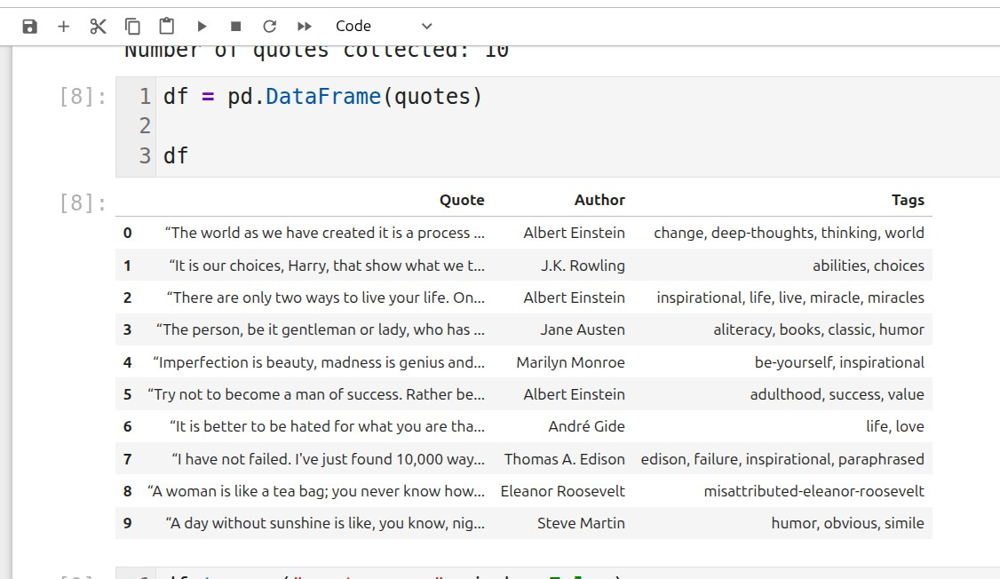 Code
Number of quotes collected: 10
[8]:
1 df = pd.DataFrame(quotes)
2
3 df
[8]:
Quote Author Tags
0 “The world as we have created it is a process ... Albert Einstein change, deep-thoughts, thinking, world
1 “It is our choices, Harry, that show what we t... J.K. Rowling abilities, choices
2 “There are only two ways to live your life. On... Albert Einstein inspirational, life, live, miracle, miracles
3 “The person, be it gentleman or lady, who has ... Jane Austen aliteracy, books, classic, humor
4 “Imperfection is beauty, madness is genius and... Marilyn Monroe be-yourself, inspirational
5 “Try not to become a man of success. Rather be... Albert Einstein adulthood, success, value
6 “It is better to be hated for what you are tha... André Gide life, love
7 “I have not failed. I've just found 10,000 way... Thomas A. Edison edison, failure, inspirational, paraphrased
8 “A woman is like a tea bag; you never know how... Eleanor Roosevelt misattributed-eleanor-roosevelt
9 “A day without sunshine is like, you know, nig... Steve Martin humor, obvious, simile